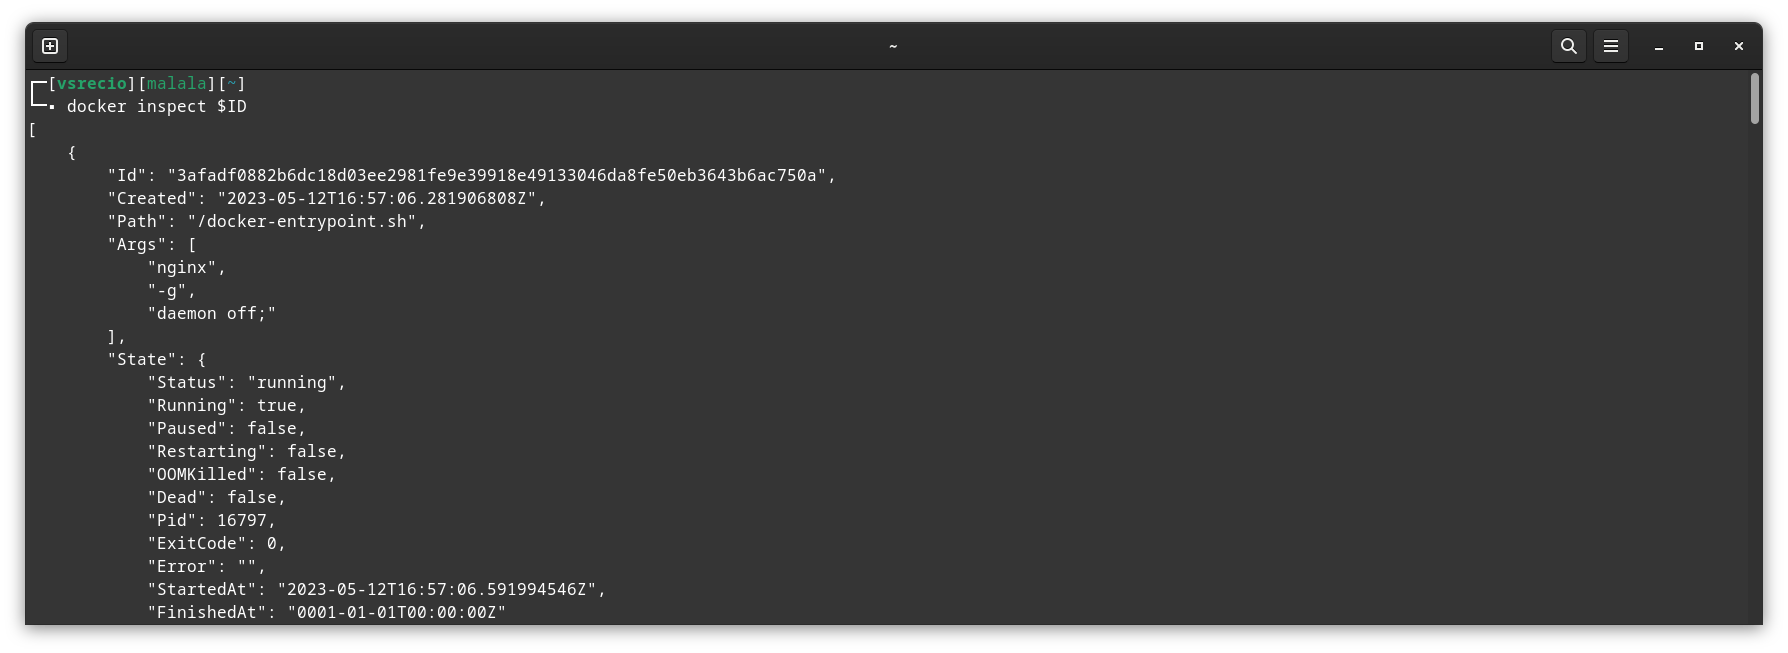 ~
[vsrecio][malala][~]
▪ docker inspect $ID
[
    {
        "Id": "3afadf0882b6dc18d03ee2981fe9e39918e49133046da8fe50eb3643b6ac750a",
        "Created": "2023-05-12T16:57:06.281906808Z",
        "Path": "/docker-entrypoint.sh",
        "Args": [
            "nginx",
            "-g",
            "daemon off;"
        ],
        "State": {
            "Status": "running",
            "Running": true,
            "Paused": false,
            "Restarting": false,
            "OOMKilled": false,
            "Dead": false,
            "Pid": 16797,
            "ExitCode": 0,
            "Error": "",
            "StartedAt": "2023-05-12T16:57:06.591994546Z",
            "FinishedAt": "0001-01-01T00:00:00Z"